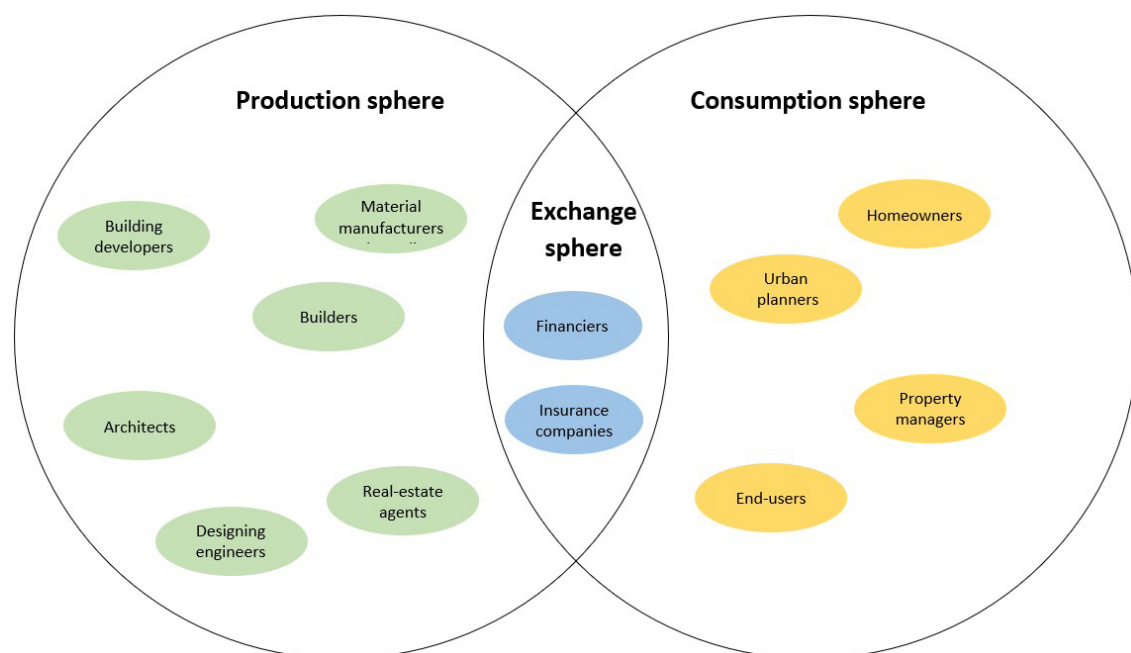 Production sphere
Consumption sphere
Building
developers
Material
manufacturers
Builders
Architects
Real-estate
agents
Designing
engineers
Exchange
sphere
Financiers
Insurance
companies
Homeowners
Urban
planners
Property
managers
End-users